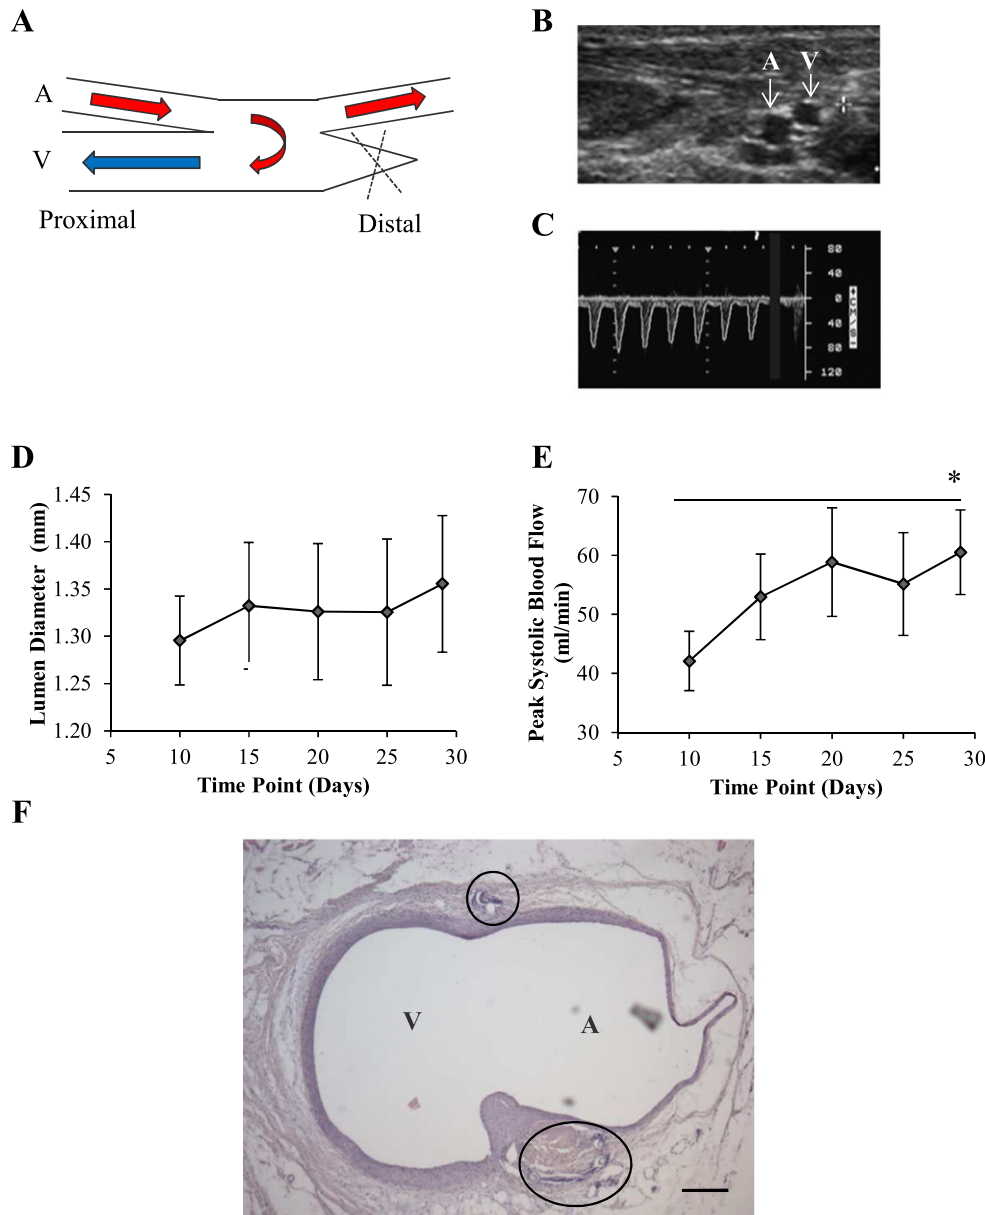 A
A
V
Proximal
Distal
B
A V
C
80
40
0
40
80
120
+CM/S-
D
1.45
1.40
1.35
1.30
1.25
1.20
5 10 15 20 25 30
Lumen Diameter (mm)
Time Point (Days)
E
*
70
60
50
40
30
5 10 15 20 25 30
Peak Systolic Blood Flow
(ml/min)
Time Point (Days)
F
V A